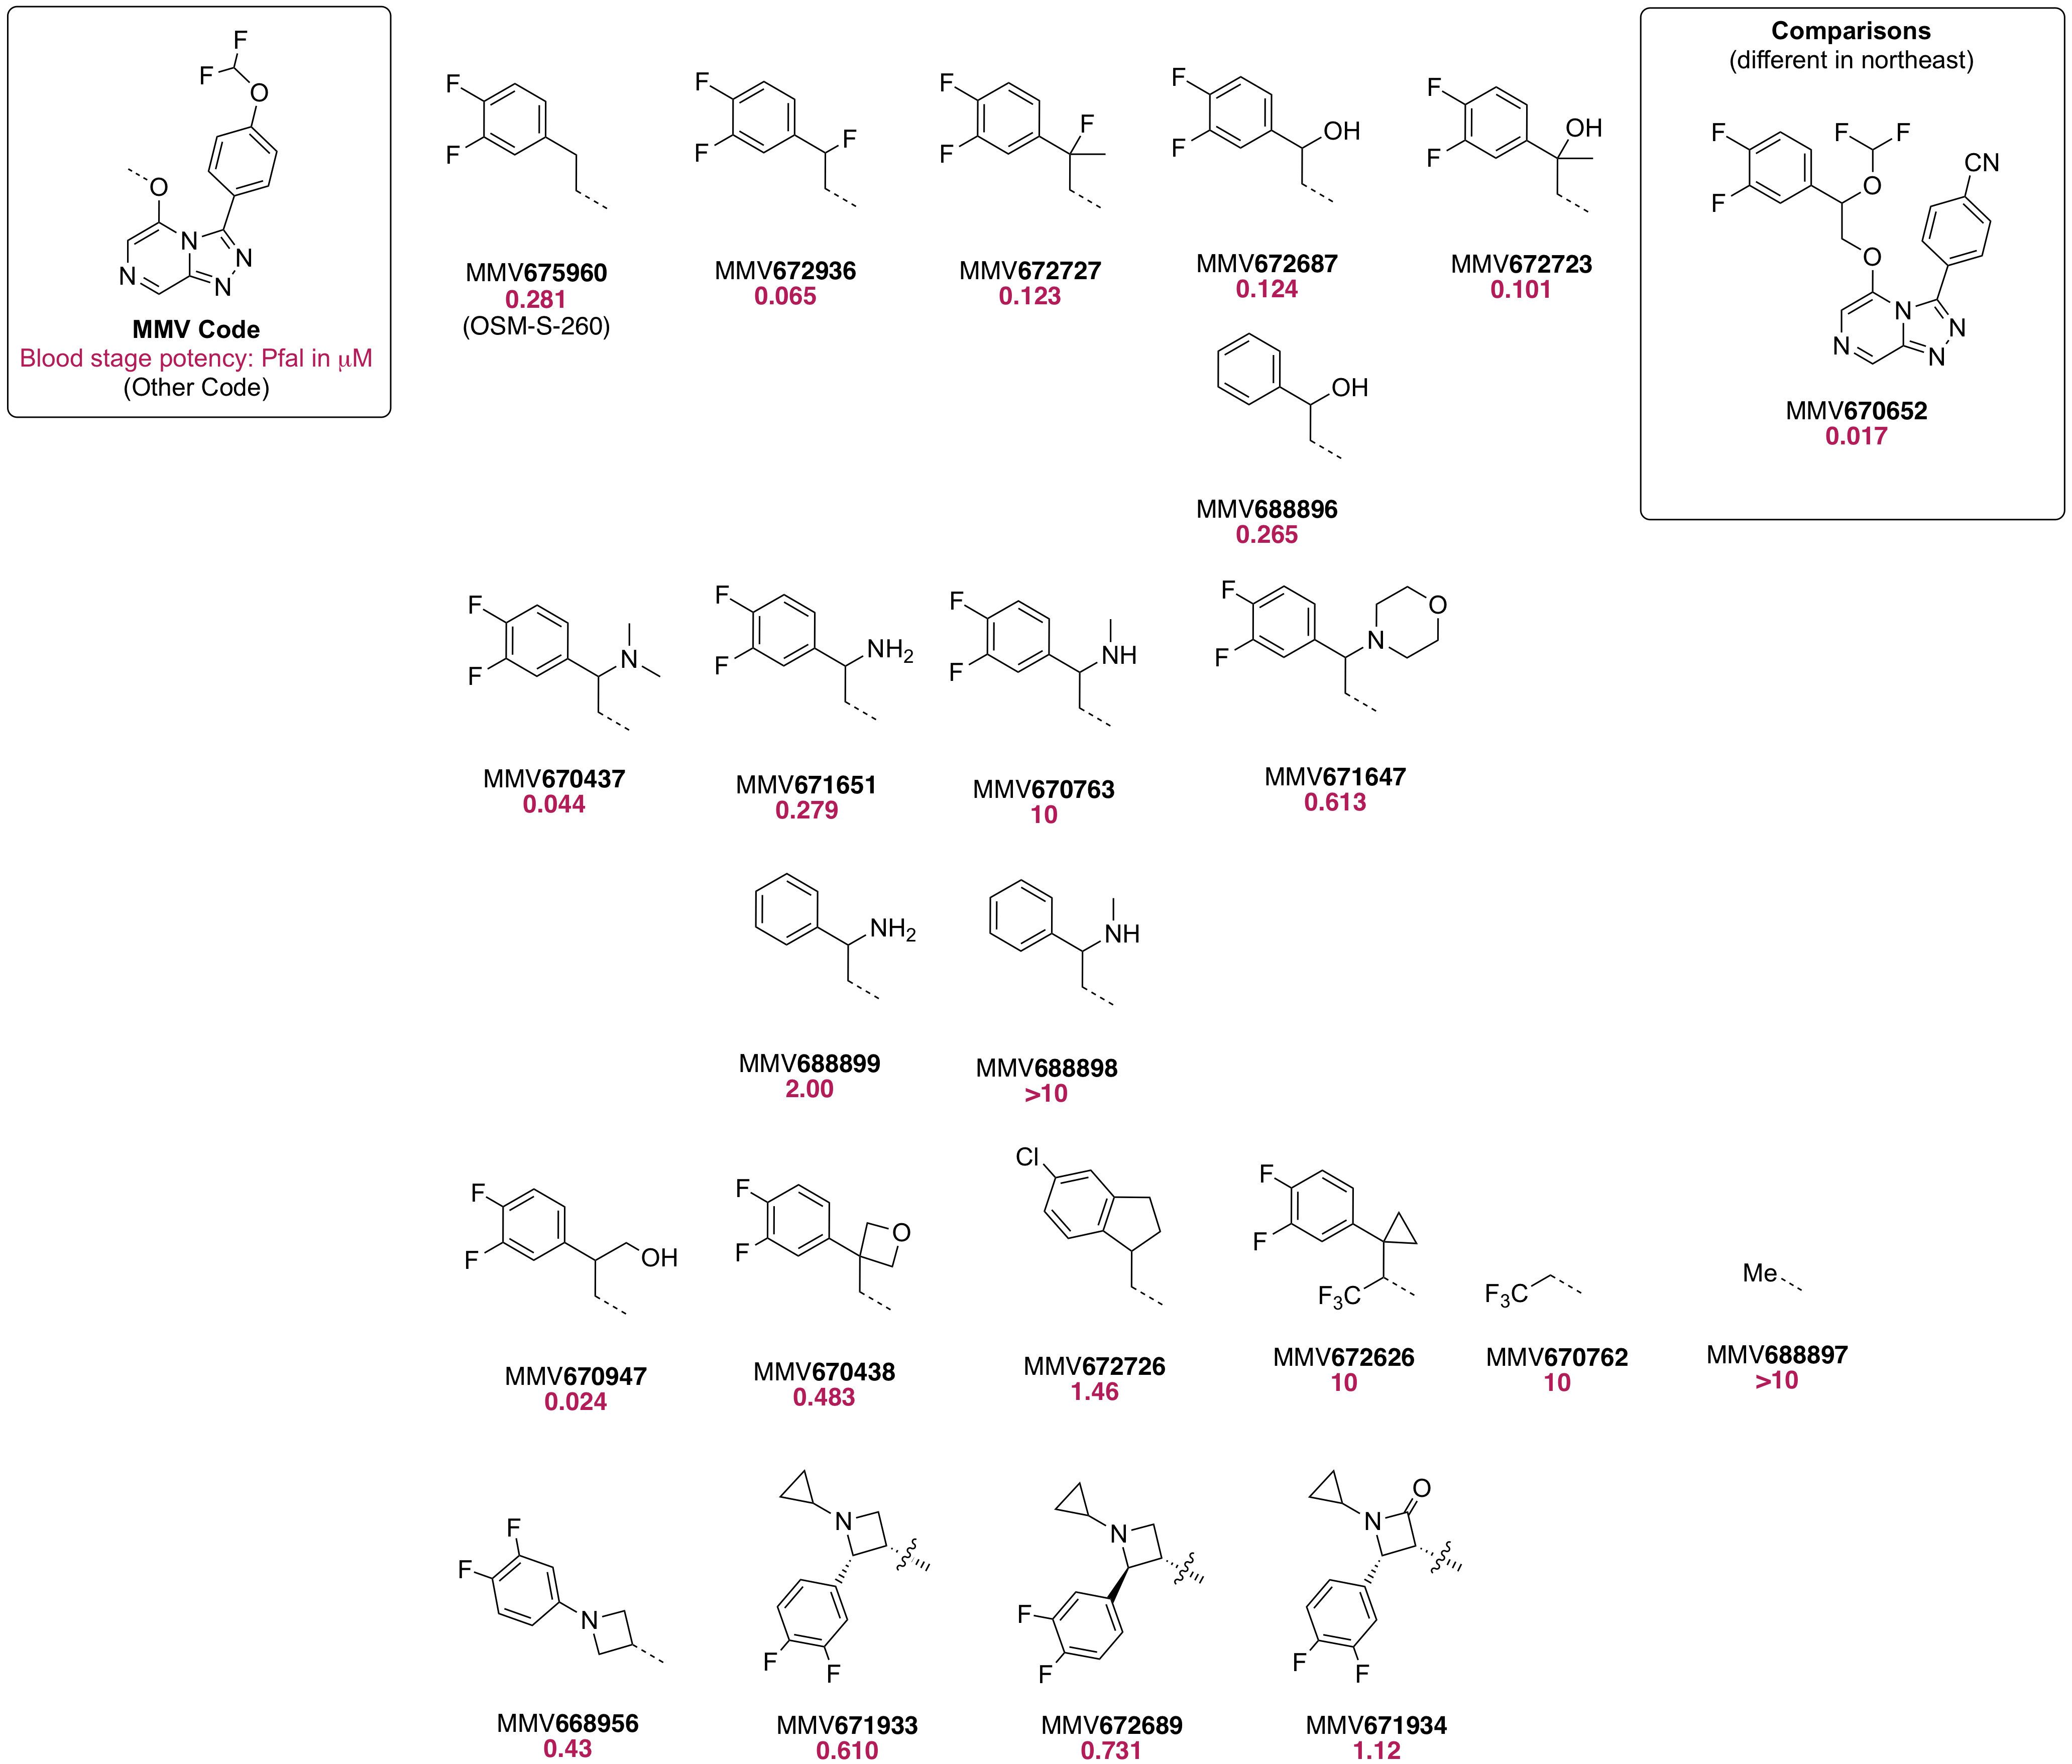 F
F
O
O
N
N
N
N
MMV Code
Blood stage potency: Pfal in μM
(Other Code)
F
F
MMV675960
0.281
(OSM-S-260)
F
F
F
MMV672936
0.065
F
F
F
MMV672727
0.123
F
F
OH
MMV672687
0.124
F
F
OH
MMV672723
0.101
Comparisons
(different in northeast)
F
F
F
F
O
CN
O
N
N
N
N
MMV670652
0.017
OH
MMV688896
0.265
F
F
N
MMV670437
0.044
F
F
NH2
MMV671651
0.279
F
F
NH
MMV670763
10
F
F
N
O
MMV671647
0.613
NH2
MMV688899
2.00
NH
MMV688898
>10
F
F
OH
MMV670947
0.024
F
F
O
MMV670438
0.483
Cl
MMV672726
1.46
F
F
F3C
MMV672626
10
F3C
MMV670762
10
Me
MMV688897
>10
F
F
N
MMV668956
0.43
N
F
F
MMV671933
0.610
N
F
F
MMV672689
0.731
O
N
F
F
MMV671934
1.12